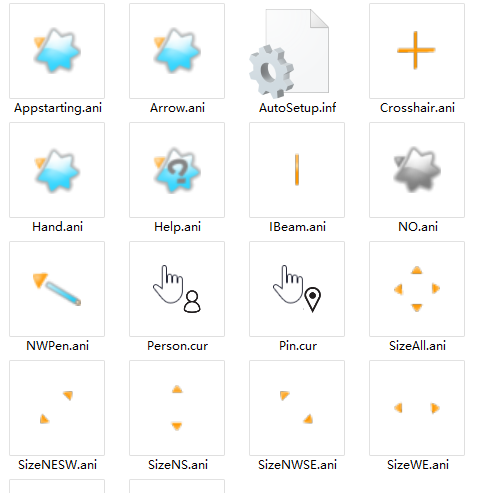 Appstarting.ani
Arrow.ani
AutoSetup.inf
Crosshair.ani
Hand.ani
Help.ani
IBeam.ani
NO.ani
NWPen.ani
Person.cur
Pin.cur
SizeAll.ani
SizeNESW.ani
SizeNS.ani
SizeNWSE.ani
SizeWE.ani